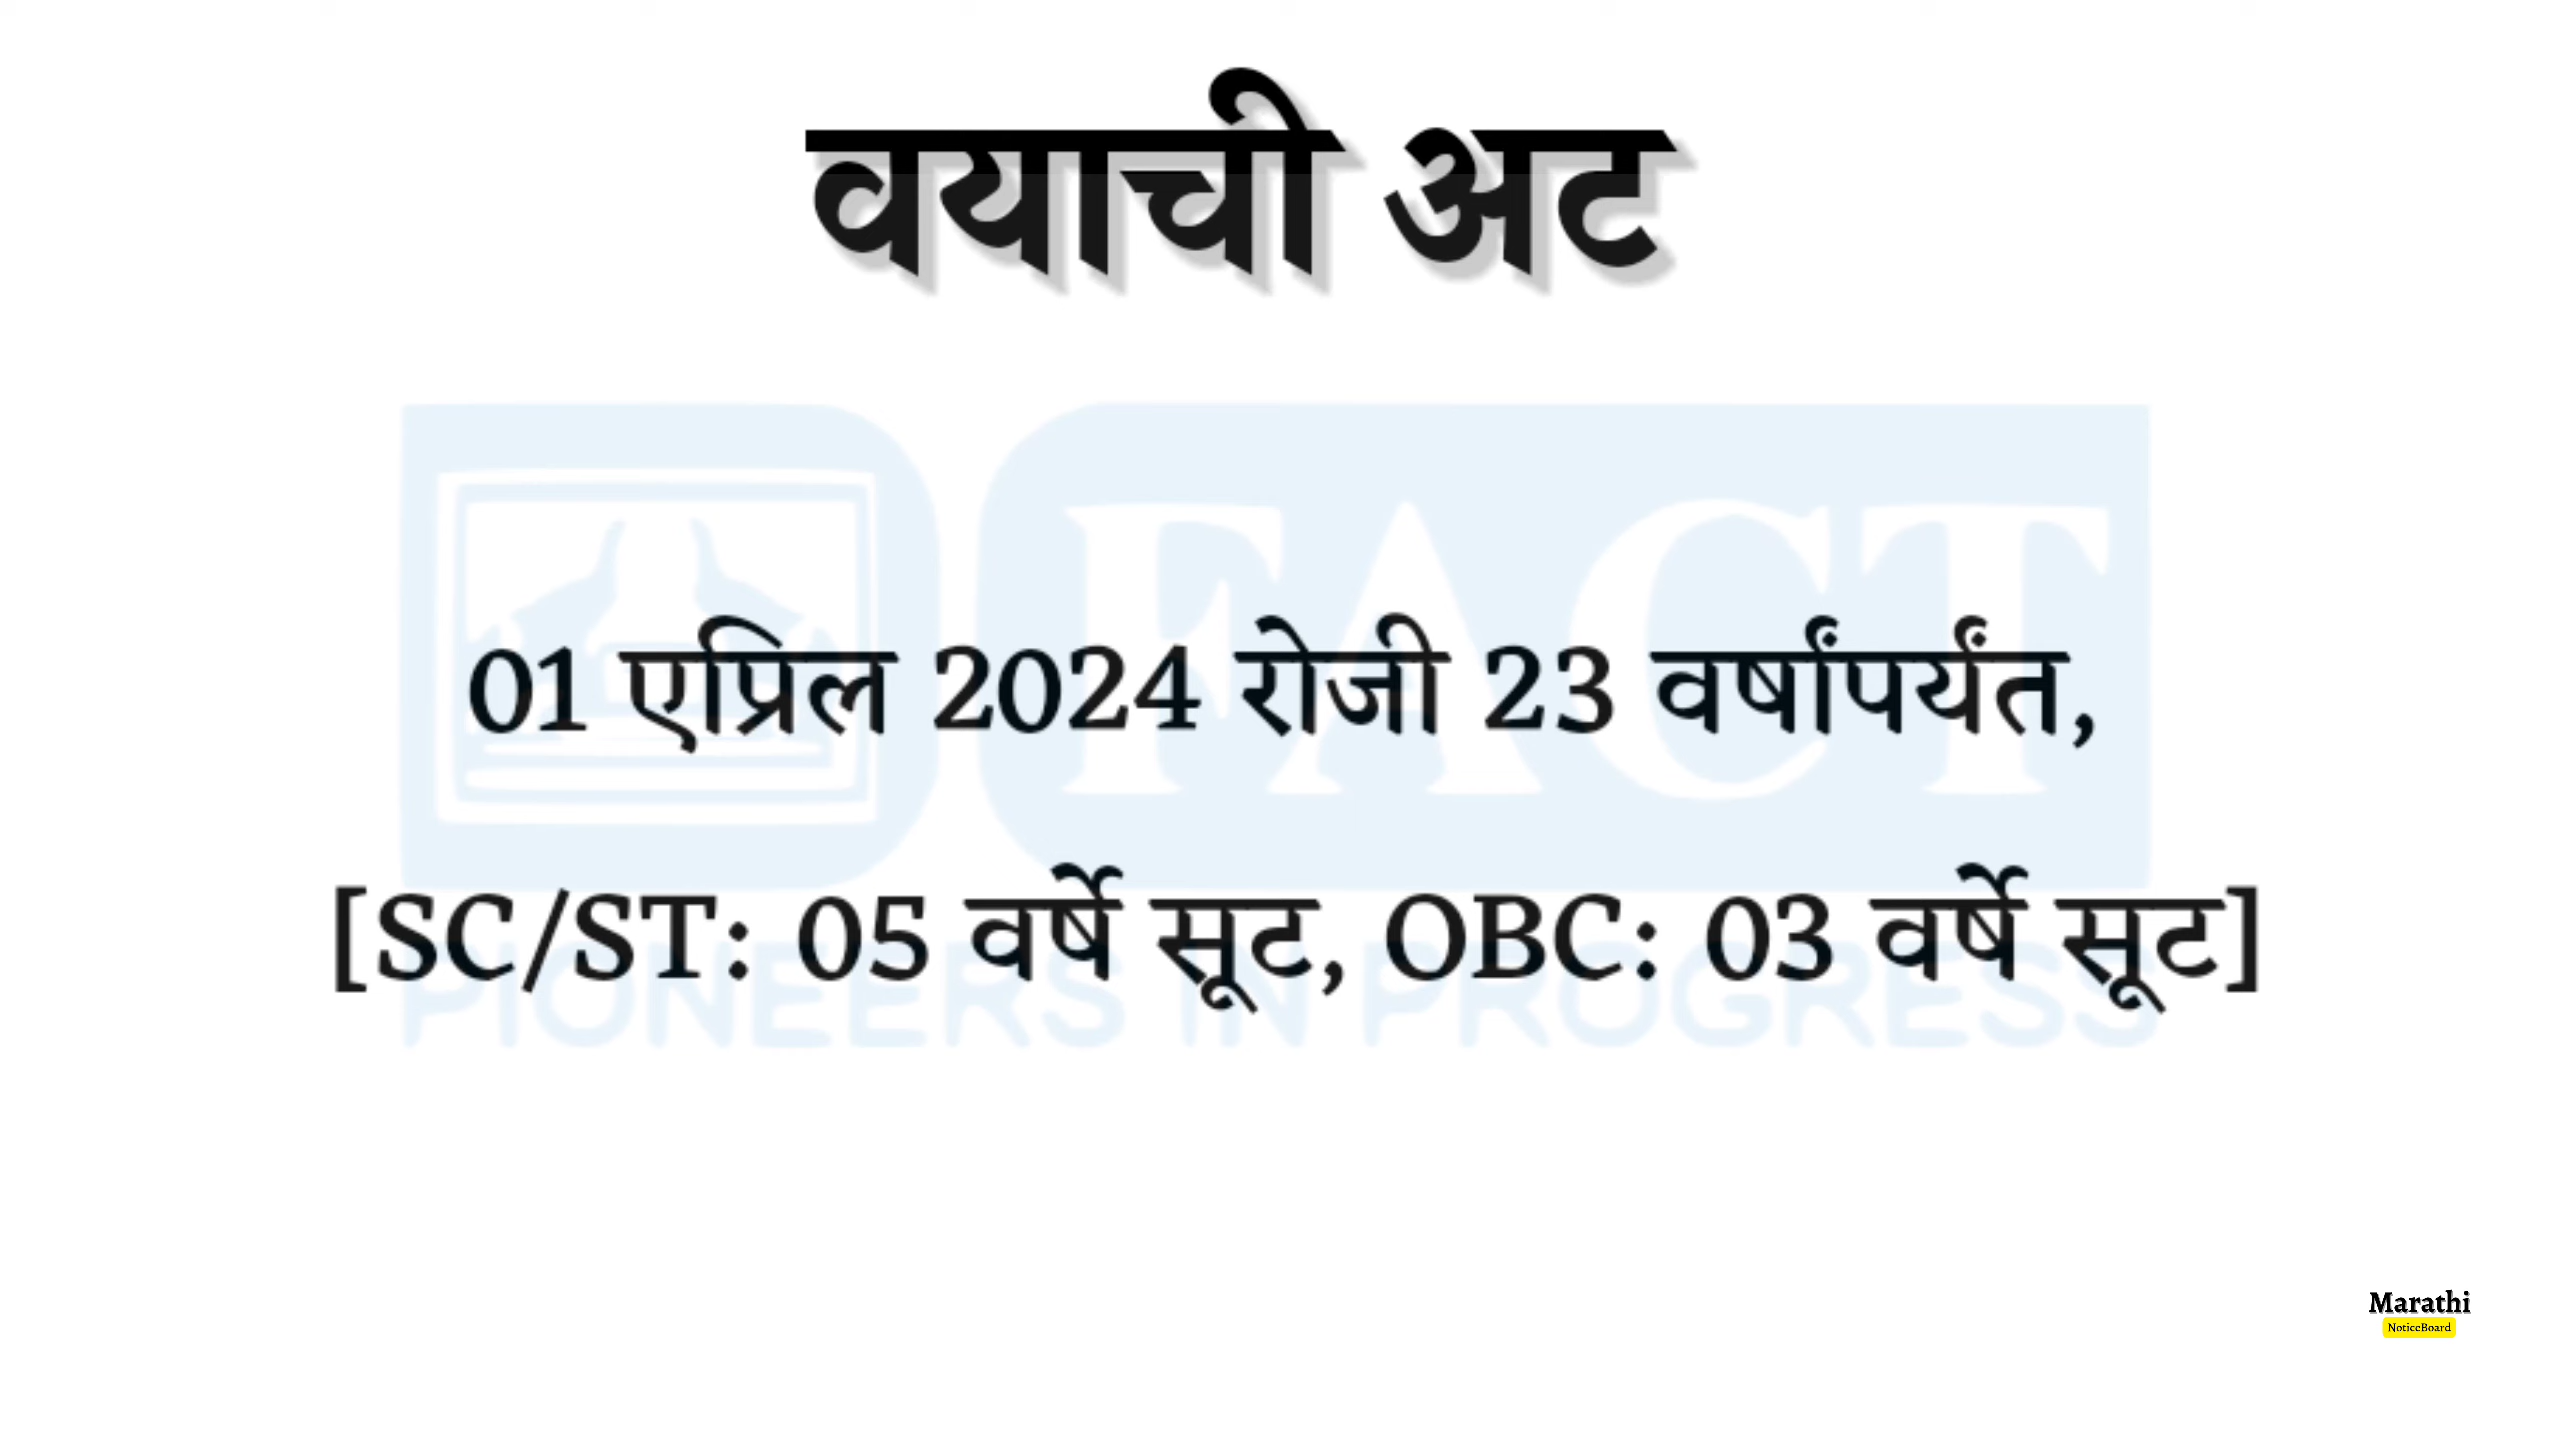 वयाची अट
FACT
01 एप्रिल 2024 रोजी 23 वर्षांपर्यंत,
[SC/ST: 05 वर्षे सूट, OBC: 03 वर्षे सूट]
PIONEERS IN PROGRESS
Marathi
NoticeBoard